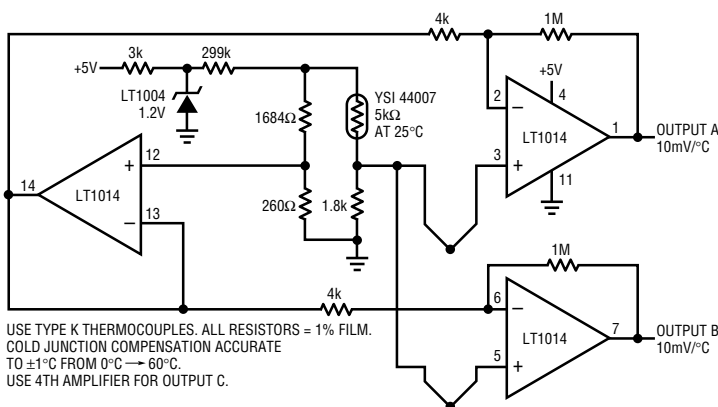 4k
1M
3k
299k
+5V
LT1004
1.2V
1684Ω
YSI 44007
5kΩ
AT 25°C
+5V
2
4
−
LT1014
1
OUTPUT A
10mV/°C
3
+
11
12
+
14
LT1014
−
13
260Ω
1.8k
1M
4k
6
−
LT1014
7
OUTPUT B
10mV/°C
5
+
USE TYPE K THERMOCOUPLES. ALL RESISTORS = 1% FILM.
COLD JUNCTION COMPENSATION ACCURATE
TO ±1°C FROM 0°C → 60°C.
USE 4TH AMPLIFIER FOR OUTPUT C.